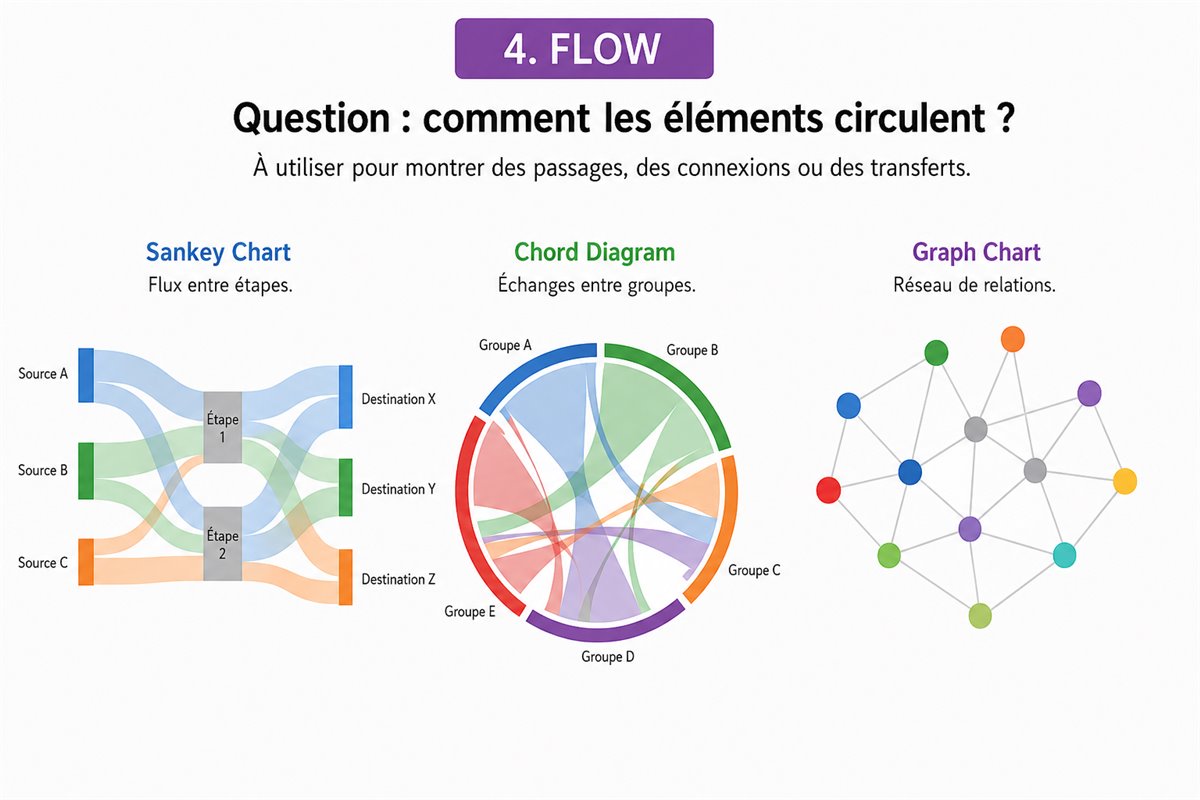 4. FLOW
Question : comment les éléments circulent ?
À utiliser pour montrer des passages, des connexions ou des transferts.
Sankey Chart
Flux entre étapes.
Source A
Source B
Source C
Étape
1
Étape
2
Destination X
Destination Y
Destination Z
Chord Diagram
Échanges entre groupes.
Groupe A
Groupe B
Groupe C
Groupe D
Groupe E
Graph Chart
Réseau de relations.